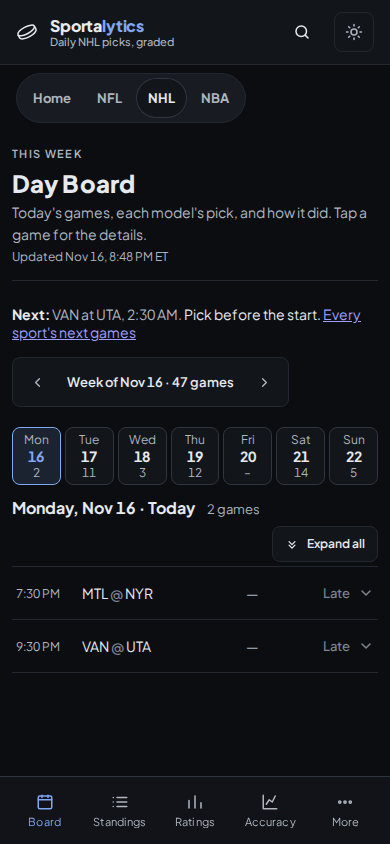 Sportalytics
Daily NHL picks, graded
Home NFL NHL NBA
THIS WEEK
Day Board
Today's games, each model's pick, and how it did. Tap a
game for the details.
Updated Nov 16, 8:48 PM ET
Next: VAN at UTA, 2:30 AM. Pick before the start. Every
sport's next games
Week of Nov 16 · 47 games
Mon Tue Wed Thu Fri Sat Sun
16 17 18 19 20 21 22
2 11 3 12 – 14 5
Monday, Nov 16 · Today 2 games
Expand all
7:30 PM MTL @ NYR — Late
9:30 PM VAN @ UTA — Late
Board Standings Ratings Accuracy More